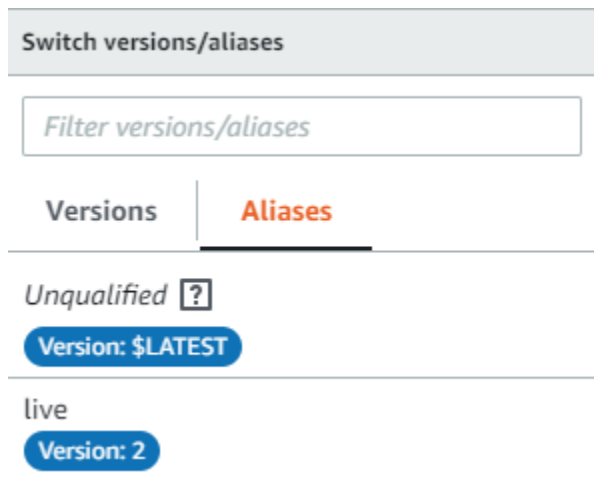 Switch versions/aliases
Filter versions/aliases
Versions Aliases
Unqualified [?]
Version: $LATEST
live
Version: 2